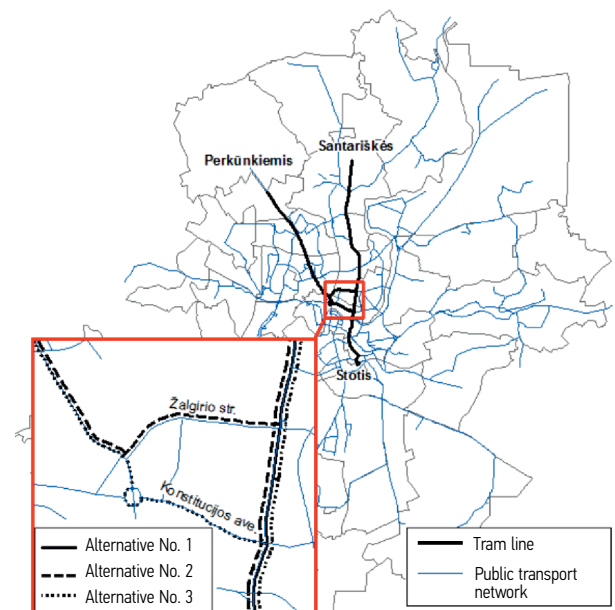 Santariškės
Perkūnkiemis
Stotis
Žalgirio str.
Konstitucijos ave.
Alternative No. 1
Alternative No. 2
Alternative No. 3
Tram line
Public transport
network